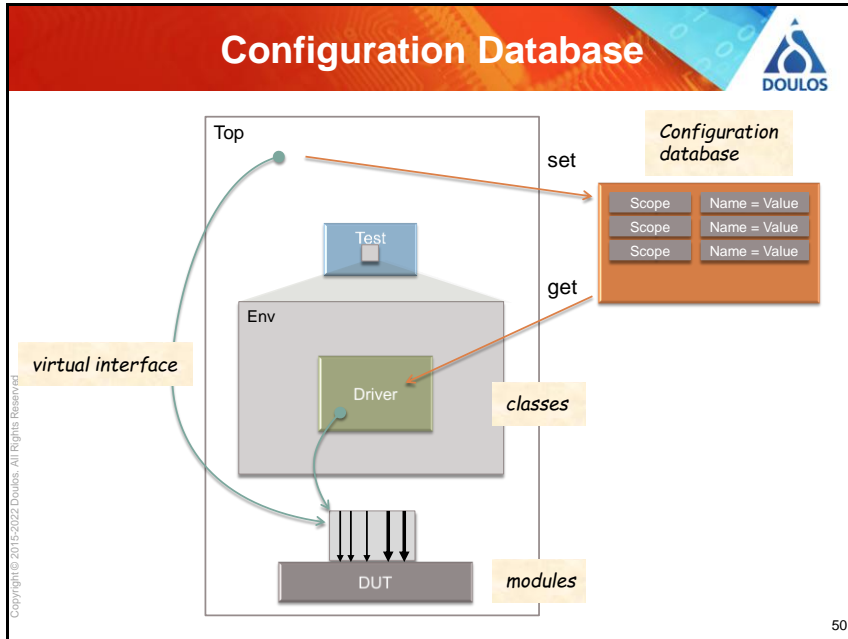 Configuration Database
DOULOS
Top
set
Configuration
database
Scope
Name = Value
Scope
Name = Value
Scope
Name = Value
Test
get
Env
virtual interface
Driver
classes
DUT
modules
Copyright © 2015-2022 Doulos. All Rights Reserved
50